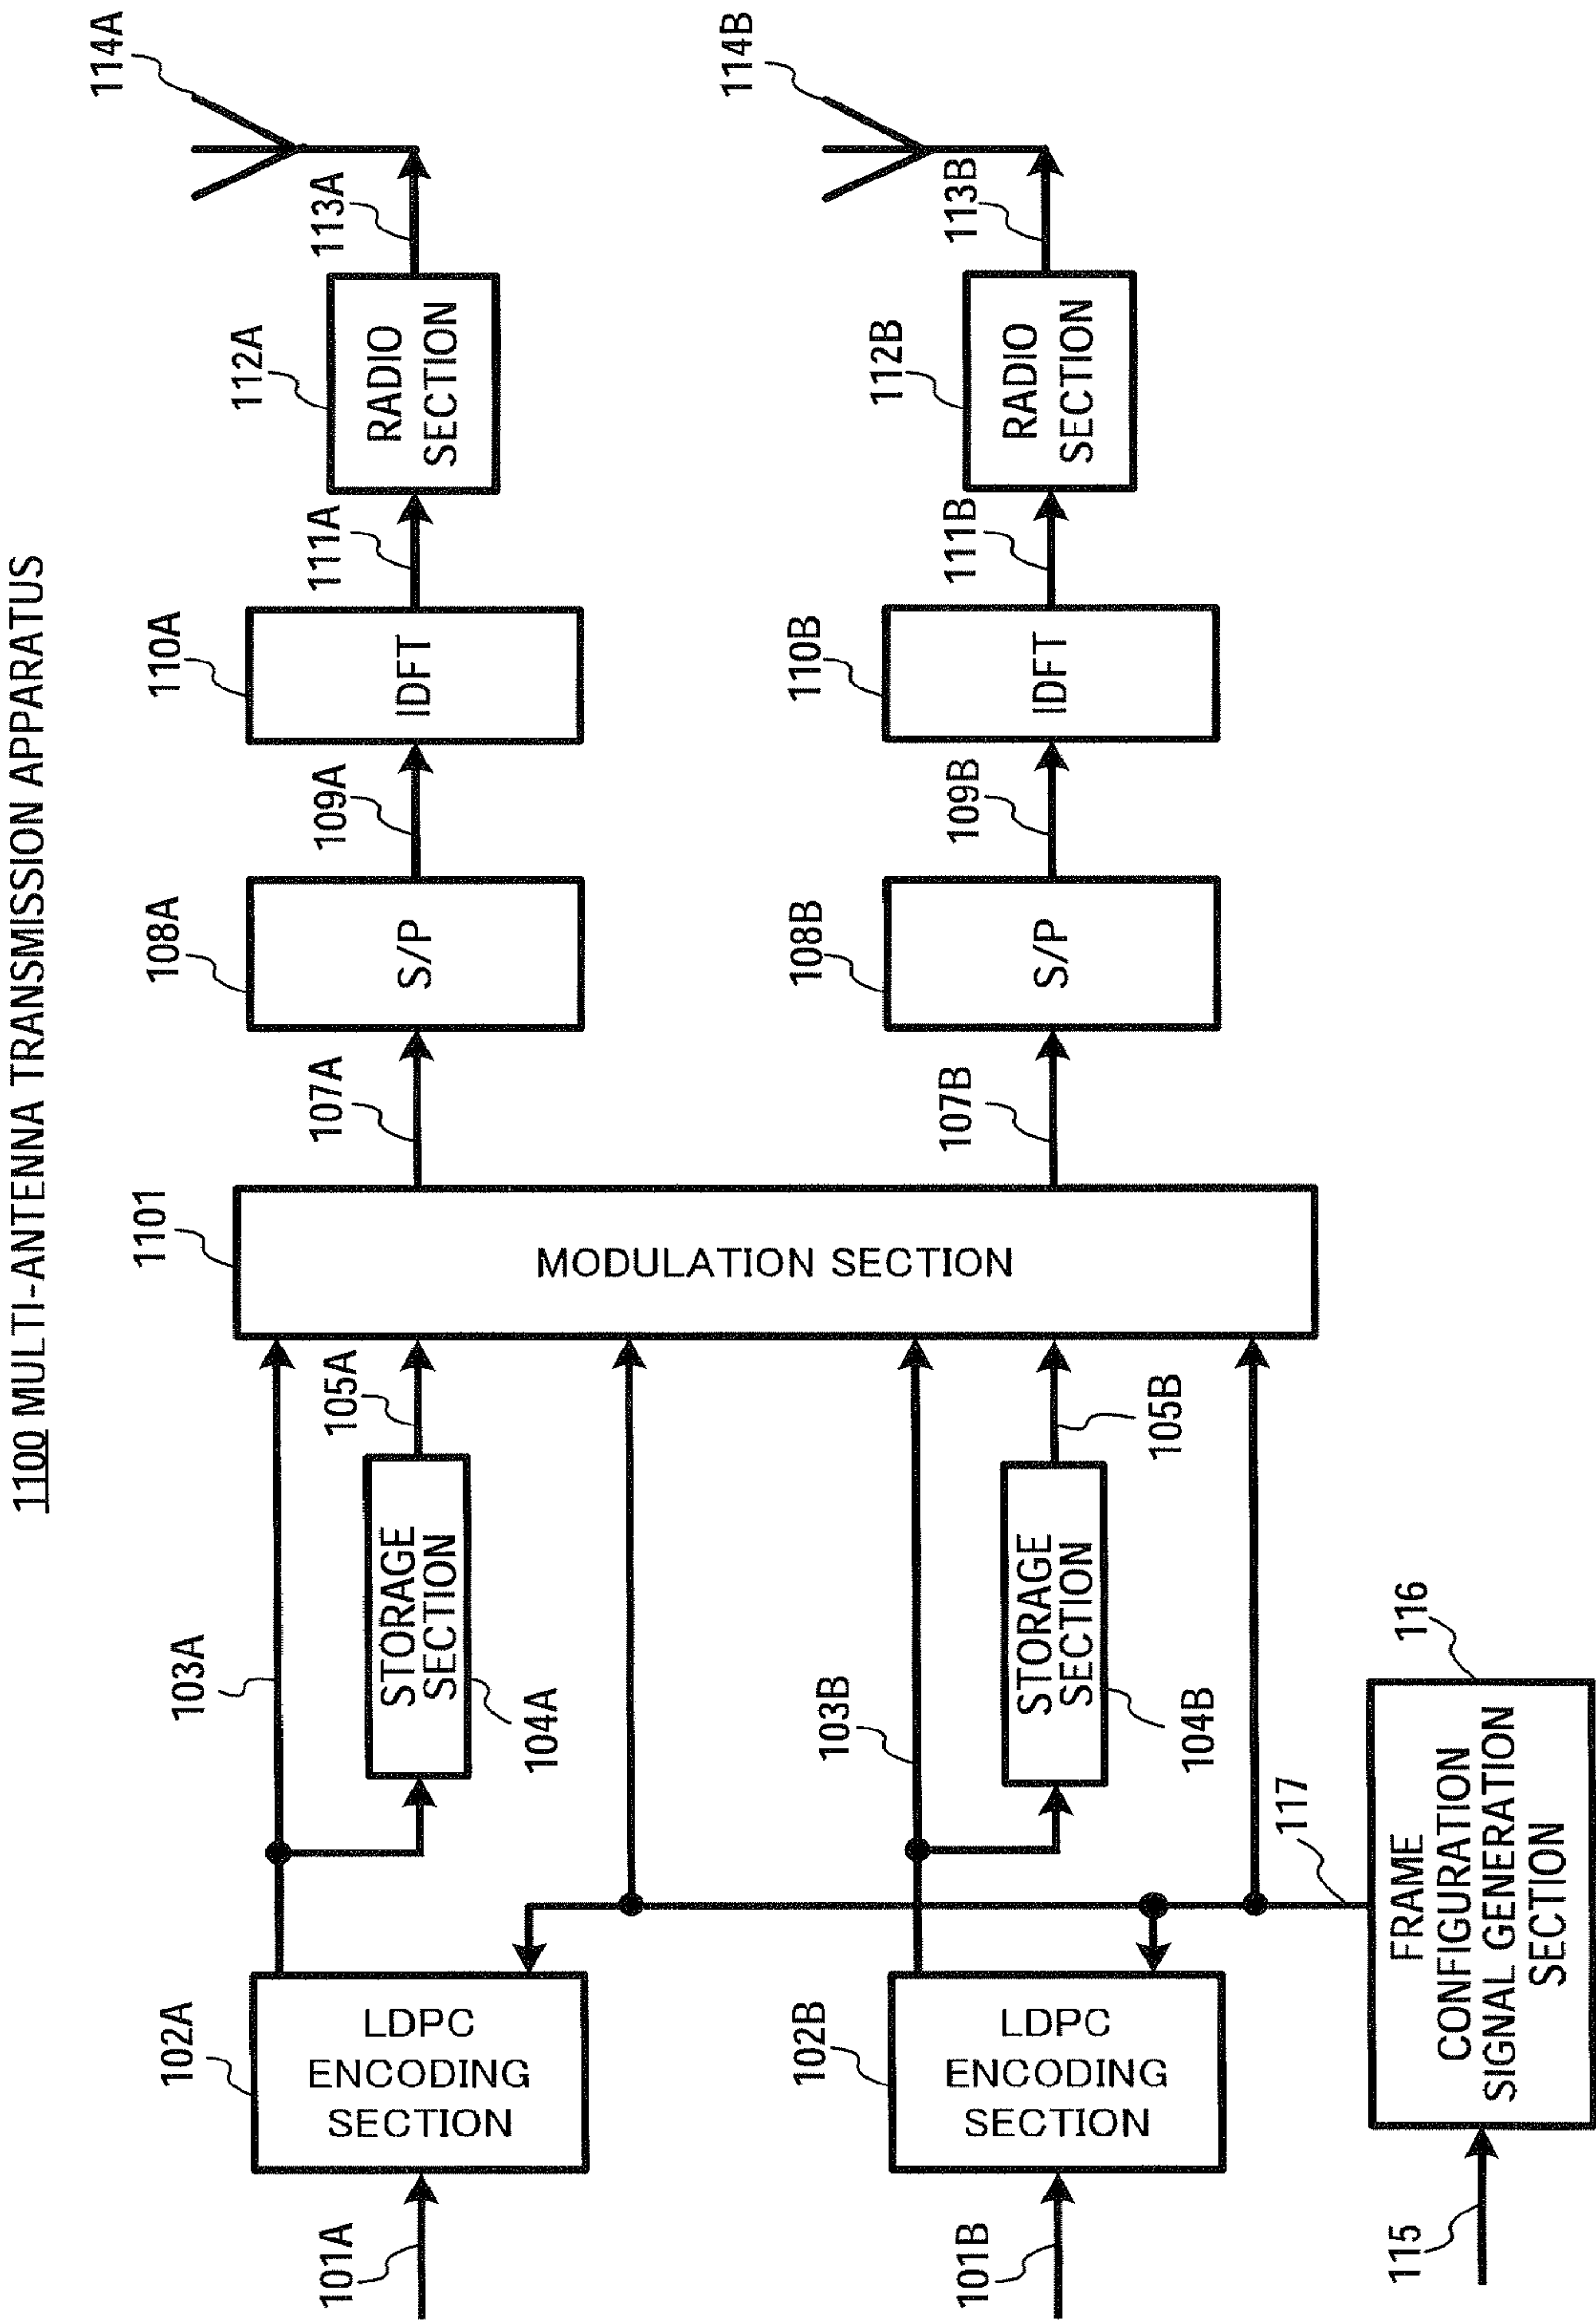 1100 MULTI-ANTENNA TRANSMISSION APPARATUS
101A
102A
LDPC
ENCODING
SECTION
103A
STORAGE
SECTION
104A
105A
1101
MODULATION SECTION
107A
108A
S/P
109A
110A
IDFT
111A
112A
RADIO
SECTION
113A
114A
101B
102B
LDPC
ENCODING
SECTION
103B
STORAGE
SECTION
104B
105B
107B
108B
S/P
109B
110B
IDFT
111B
112B
RADIO
SECTION
113B
114B
115
FRAME
CONFIGURATION
SIGNAL GENERATION
SECTION
116
117